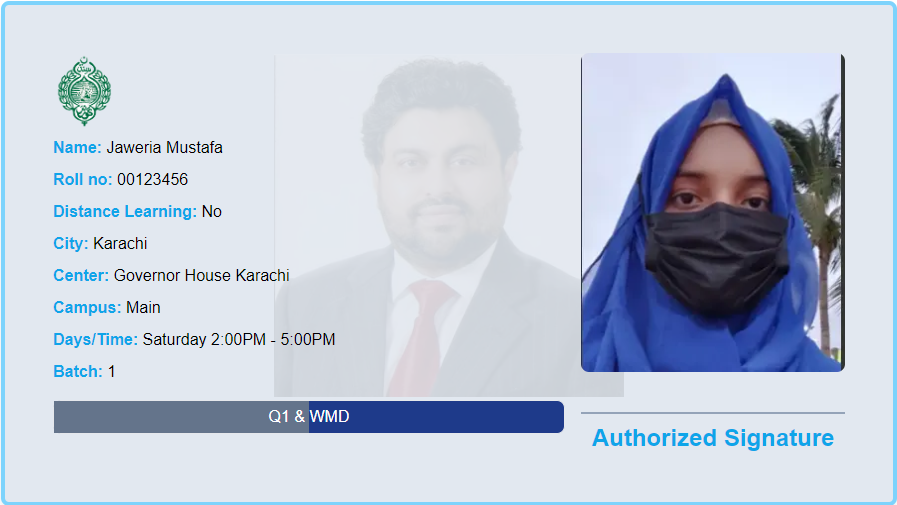 Name: Jaweria Mustafa
Roll no: 00123456
Distance Learning: No
City: Karachi
Center: Governor House Karachi
Campus: Main
Days/Time: Saturday 2:00PM - 5:00PM
Batch: 1
Q1 & WMD
Authorized Signature